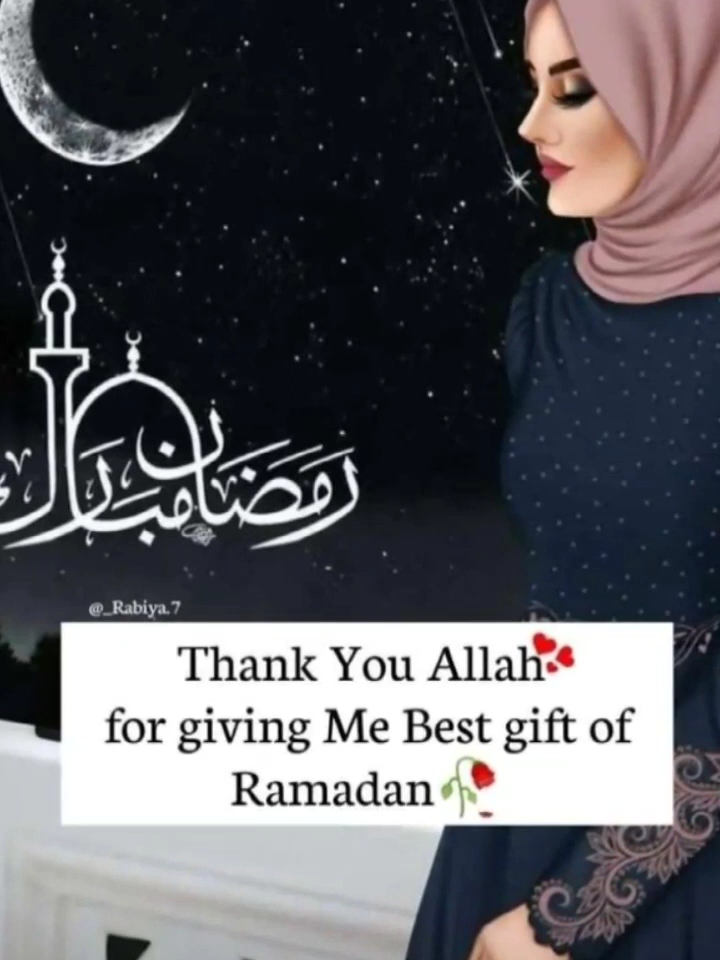 رمضان مبارك
@_Rabiya.7
Thank You Allah💞
for giving Me Best gift of
Ramadan🥀